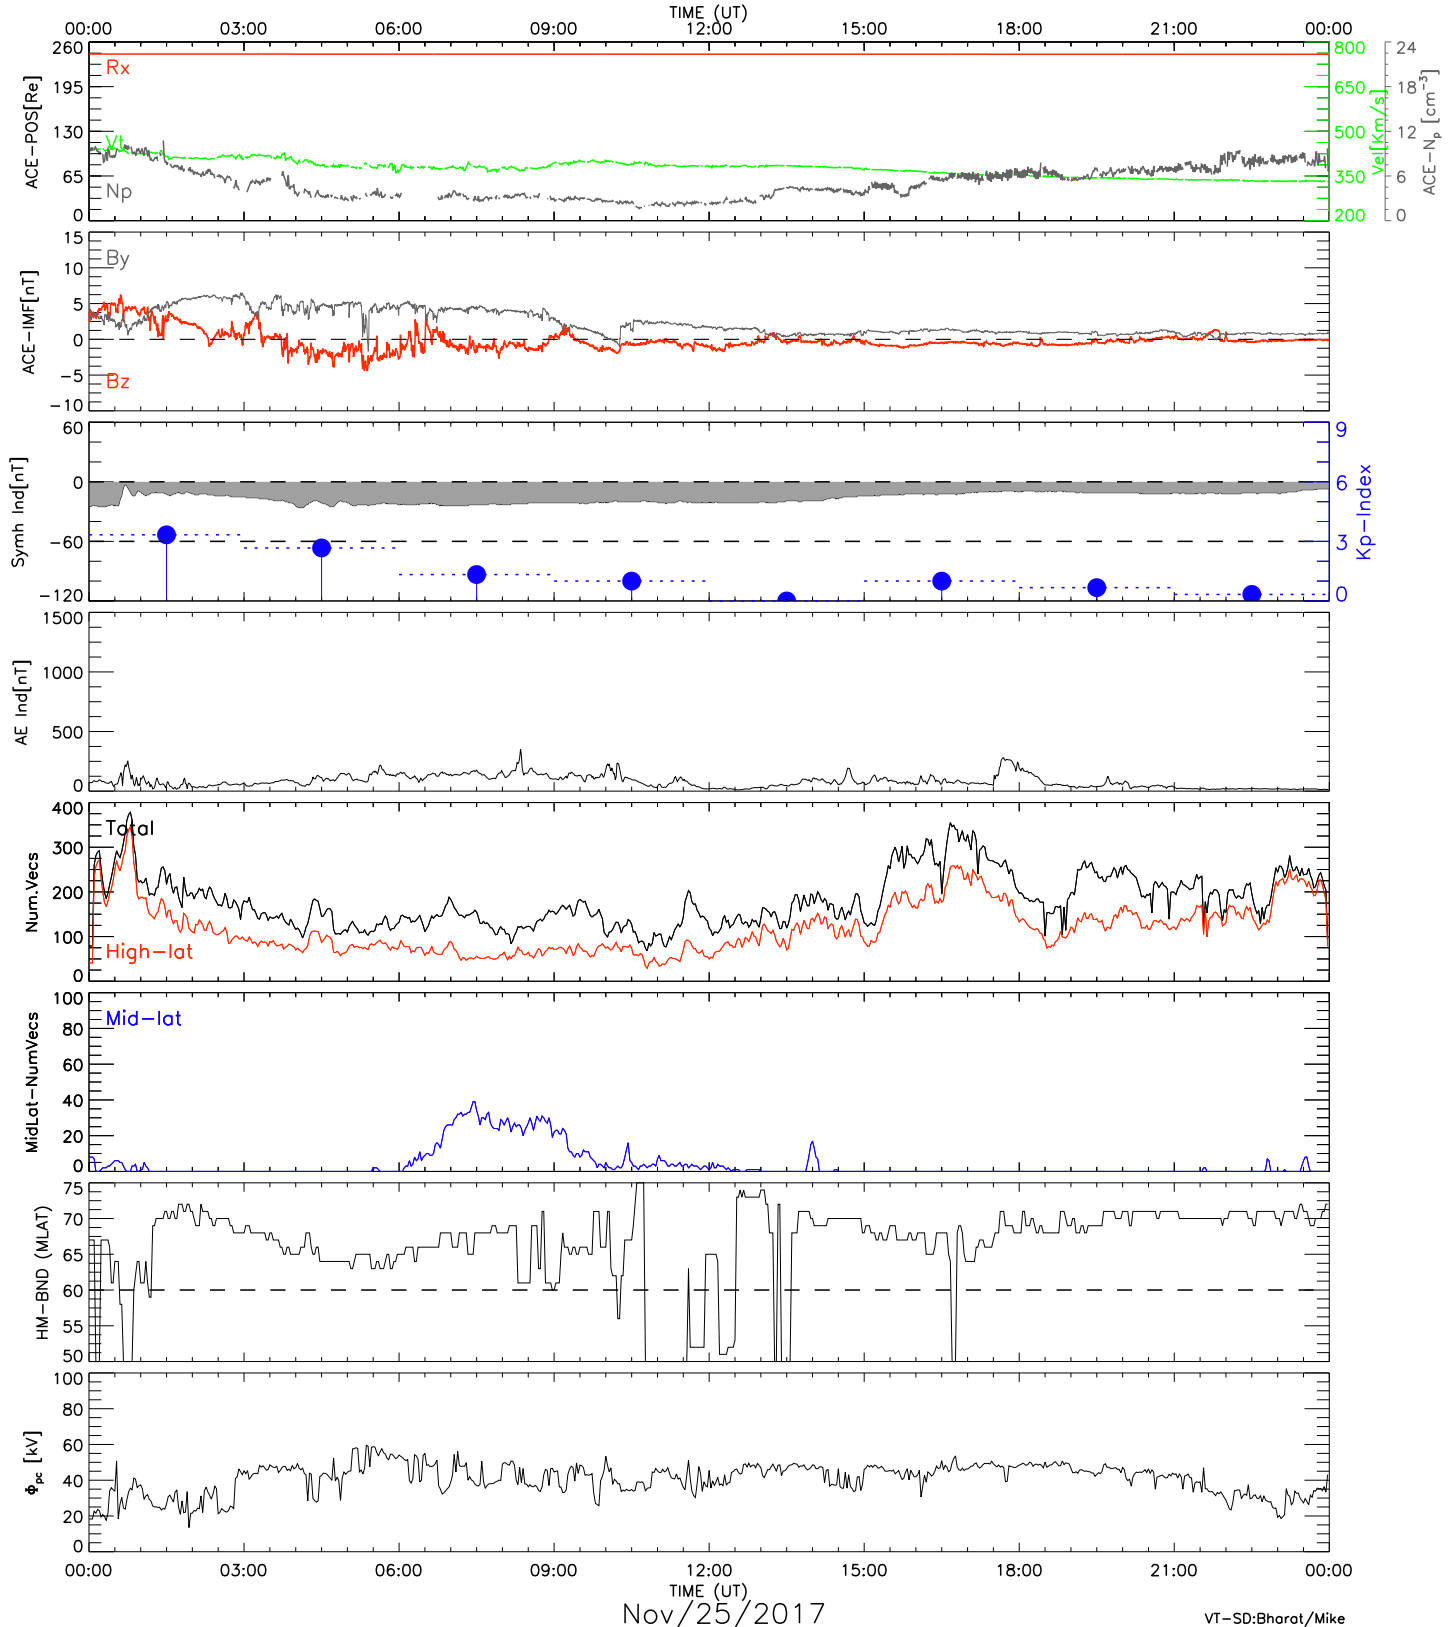 TIME (UT)
00:00 03:00 06:00 09:00 12:00 15:00 18:00 21:00 00:00
ACE-POS[Re]
260
195
130
65
0
Rx
Vt
Np
800
650
500
350
200
Vel[Km/s]
24
18
12
6
0
ACE-Np [cm-3]
ACE-IMF[nT]
15
10
5
0
-5
-10
By
Bz
Symh Ind[nT]
60
0
-60
-120
9
6
3
0
Kp-Index
AE Ind[nT]
1500
1000
500
0
Num.Vecs
400
300
200
100
0
Total
High-lat
MidLat-NumVecs
100
80
60
40
20
0
Mid-lat
HM-BND (MLAT)
75
70
65
60
55
50
Φpc [kV]
100
80
60
40
20
0
00:00 03:00 06:00 09:00 12:00 15:00 18:00 21:00 00:00
TIME (UT)
Nov/25/2017
VT-SD:Bharat/Mike